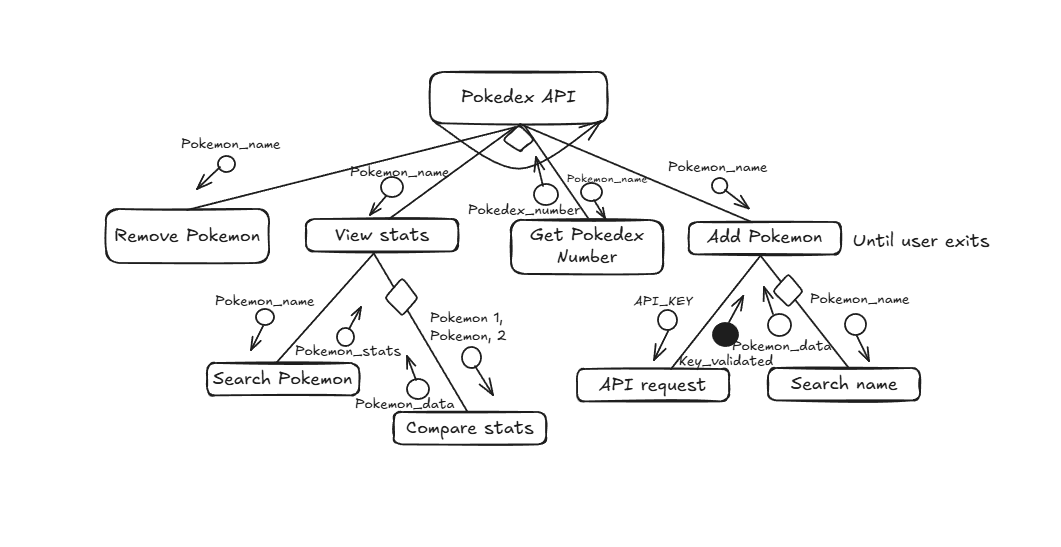 Pokedex API
Pokemon_name
Pokemon_name
Pokemon_name
Pokemon_name
Pokedex_number
Remove Pokemon
View stats
Get Pokedex
Number
Add Pokemon
Until user exits
Pokemon_name
Pokemon_stats
Pokemon 1,
Pokemon, 2
API_KEY
Key_validated
Pokemon_data
Pokemon_name
Search Pokemon
Pokemon_data
Compare stats
API request
Search name